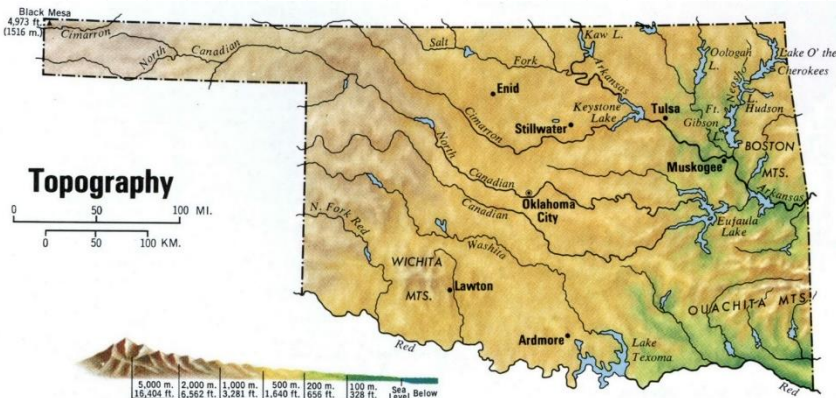 Black Mesa
4,973 ft.
(1516 m.)
Cimarron
North
Canadian
Salt
Fork
Kaw L.
Arkansas
Oologah
L.
Lake O' the
Cherokees
Neosho
L.
Hudson
Enid
Keystone
Lake
Tulsa
Ft.
Gibson
L.
Stillwater
Cimarron
BOSTON
MTS.
Muskogee
Arkansas
North
Canadian
Oklahoma
City
Canadian
Eufaula
Lake
Topography
0 50 100 MI.
0 50 100 KM.
N. Fork Red
Washita
WICHITA
MTS.
Lawton
OUACHITA MTS.
Ardmore
Lake
Texoma
Red
Red
5,000 m. 2,000 m. 1,000 m. 500 m. 200 m. 100 m. Sea
16,404 ft. 6,562 ft. 3,281 ft. 1,640 ft. 656 ft. 328 ft. Level Below